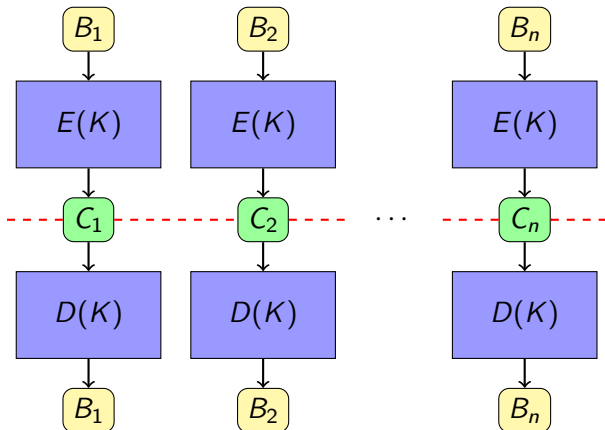 B₁ B₂ Bₙ
E(K) E(K) E(K)
C₁ C₂ ··· Cₙ
D(K) D(K) D(K)
B₁ B₂ Bₙ